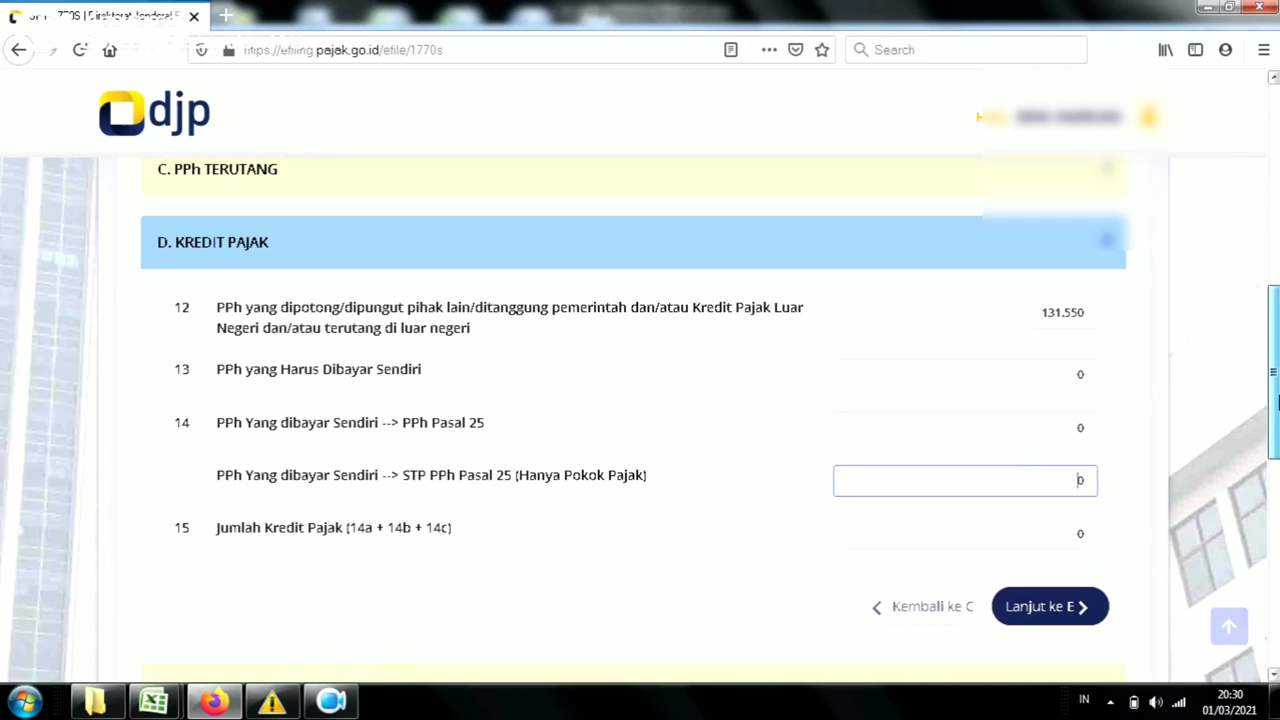 https://efiling.pajak.go.id/efile/1770s
Search
djp
C. PPh TERUTANG
D. KREDIT PAJAK
12 PPh yang dipotong/dipungut pihak lain/ditanggung pemerintah dan/atau Kredit Pajak Luar 131.550
Negeri dan/atau terutang di luar negeri
13 PPh yang Harus Dibayar Sendiri 0
14 PPh Yang dibayar Sendiri --> PPh Pasal 25 0
PPh Yang dibayar Sendiri --> STP PPh Pasal 25 (Hanya Pokok Pajak) 0
15 Jumlah Kredit Pajak (14a + 14b + 14c) 0
Kembali ke C Lanjut ke E
IN 20:30
01/03/2021